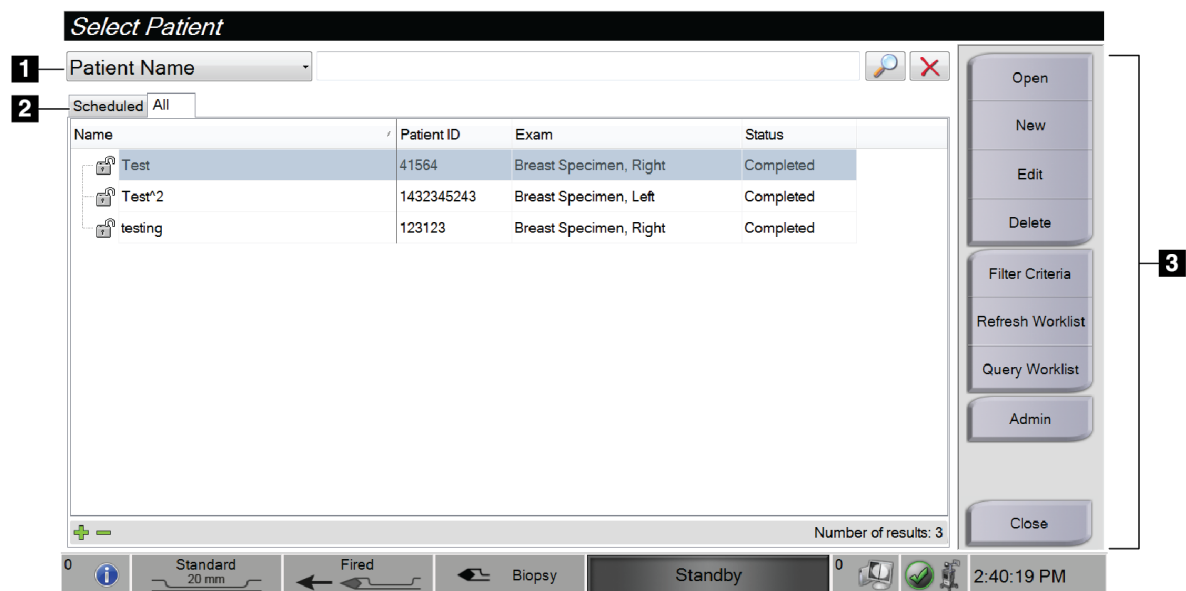 Select Patient
1
Patient Name
2
Scheduled All
Name Patient ID Exam Status
Test 41564 Breast Specimen, Right Completed
Test^2 1432345243 Breast Specimen, Left Completed
testing 123123 Breast Specimen, Right Completed
Number of results: 3
Open
New
Edit
Delete
Filter Criteria
Refresh Worklist
Query Worklist
Admin
Close
3
0 Standard 20 mm Fired Biopsy Standby 0 2:40:19 PM